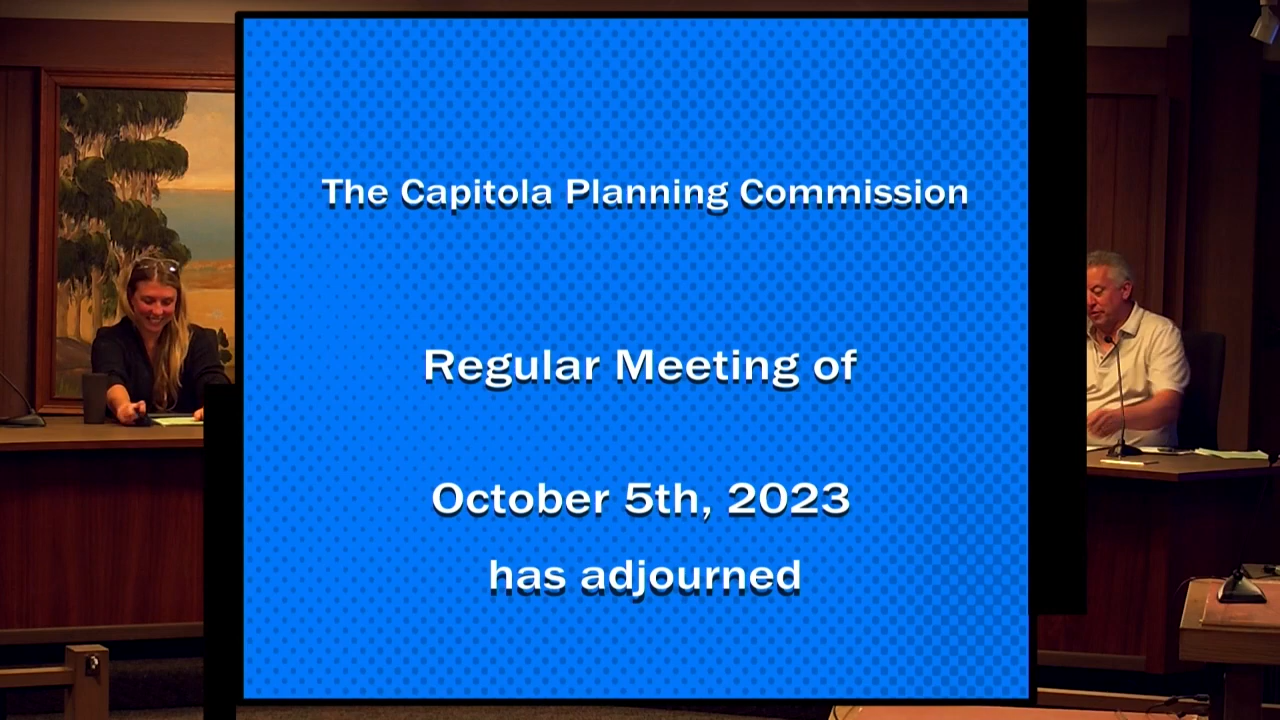 The Capitola Planning Commission
Regular Meeting of
October 5th, 2023
has adjourned